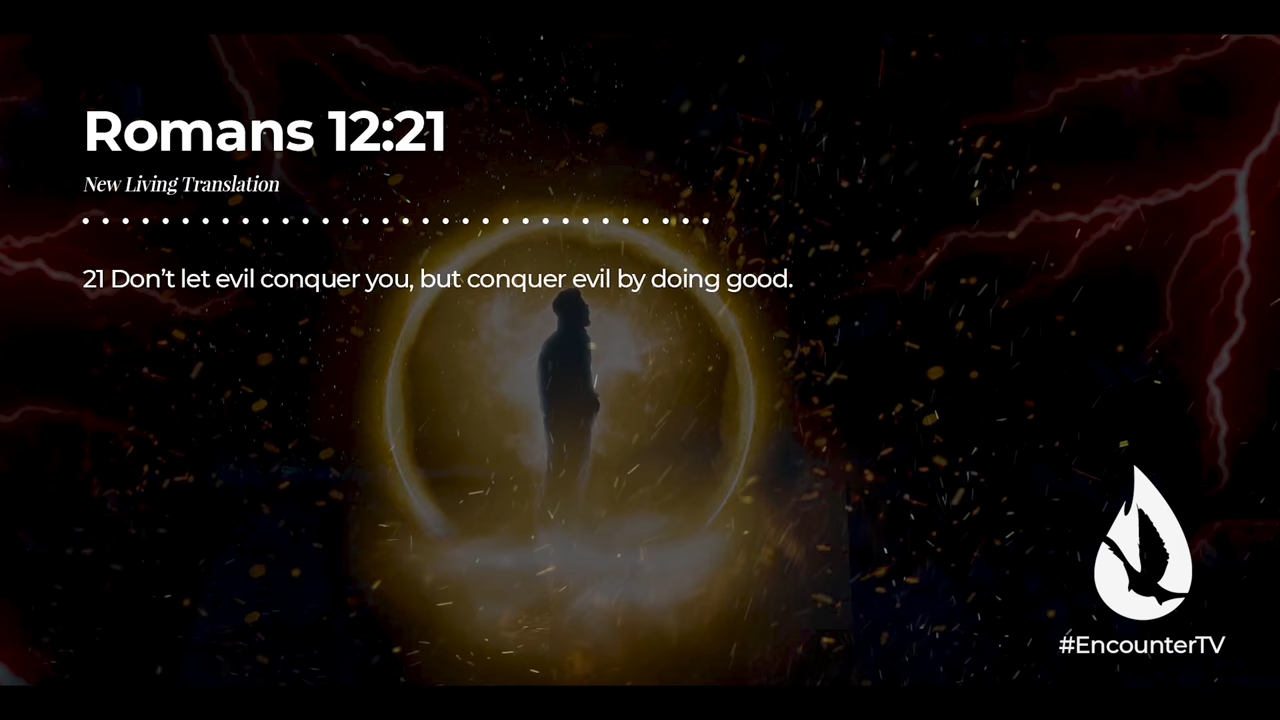 Romans 12:21
New Living Translation
21 Don’t let evil conquer you, but conquer evil by doing good.
#EncounterTV